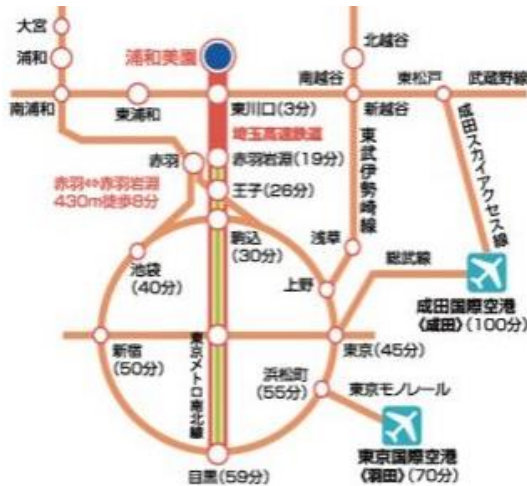 大宮
浦和
浦和美園
北越谷
南越谷
東松戸
武蔵野線
南浦和
東浦和
東川口(3分)
新越谷
埼玉高速鉄道
赤羽
赤羽岩淵(19分)
赤羽⇔赤羽岩淵
430m徒歩8分
王子(26分)
東武伊勢崎線
成田スカイアクセス線
駒込
(30分)
浅草
池袋
(40分)
上野
総武線
成田国際空港
《成田》(100分)
新宿
(50分)
東京メトロ南北線
東京(45分)
浜松町
(55分)
東京モノレール
目黒(59分)
東京国際空港
《羽田》(70分)